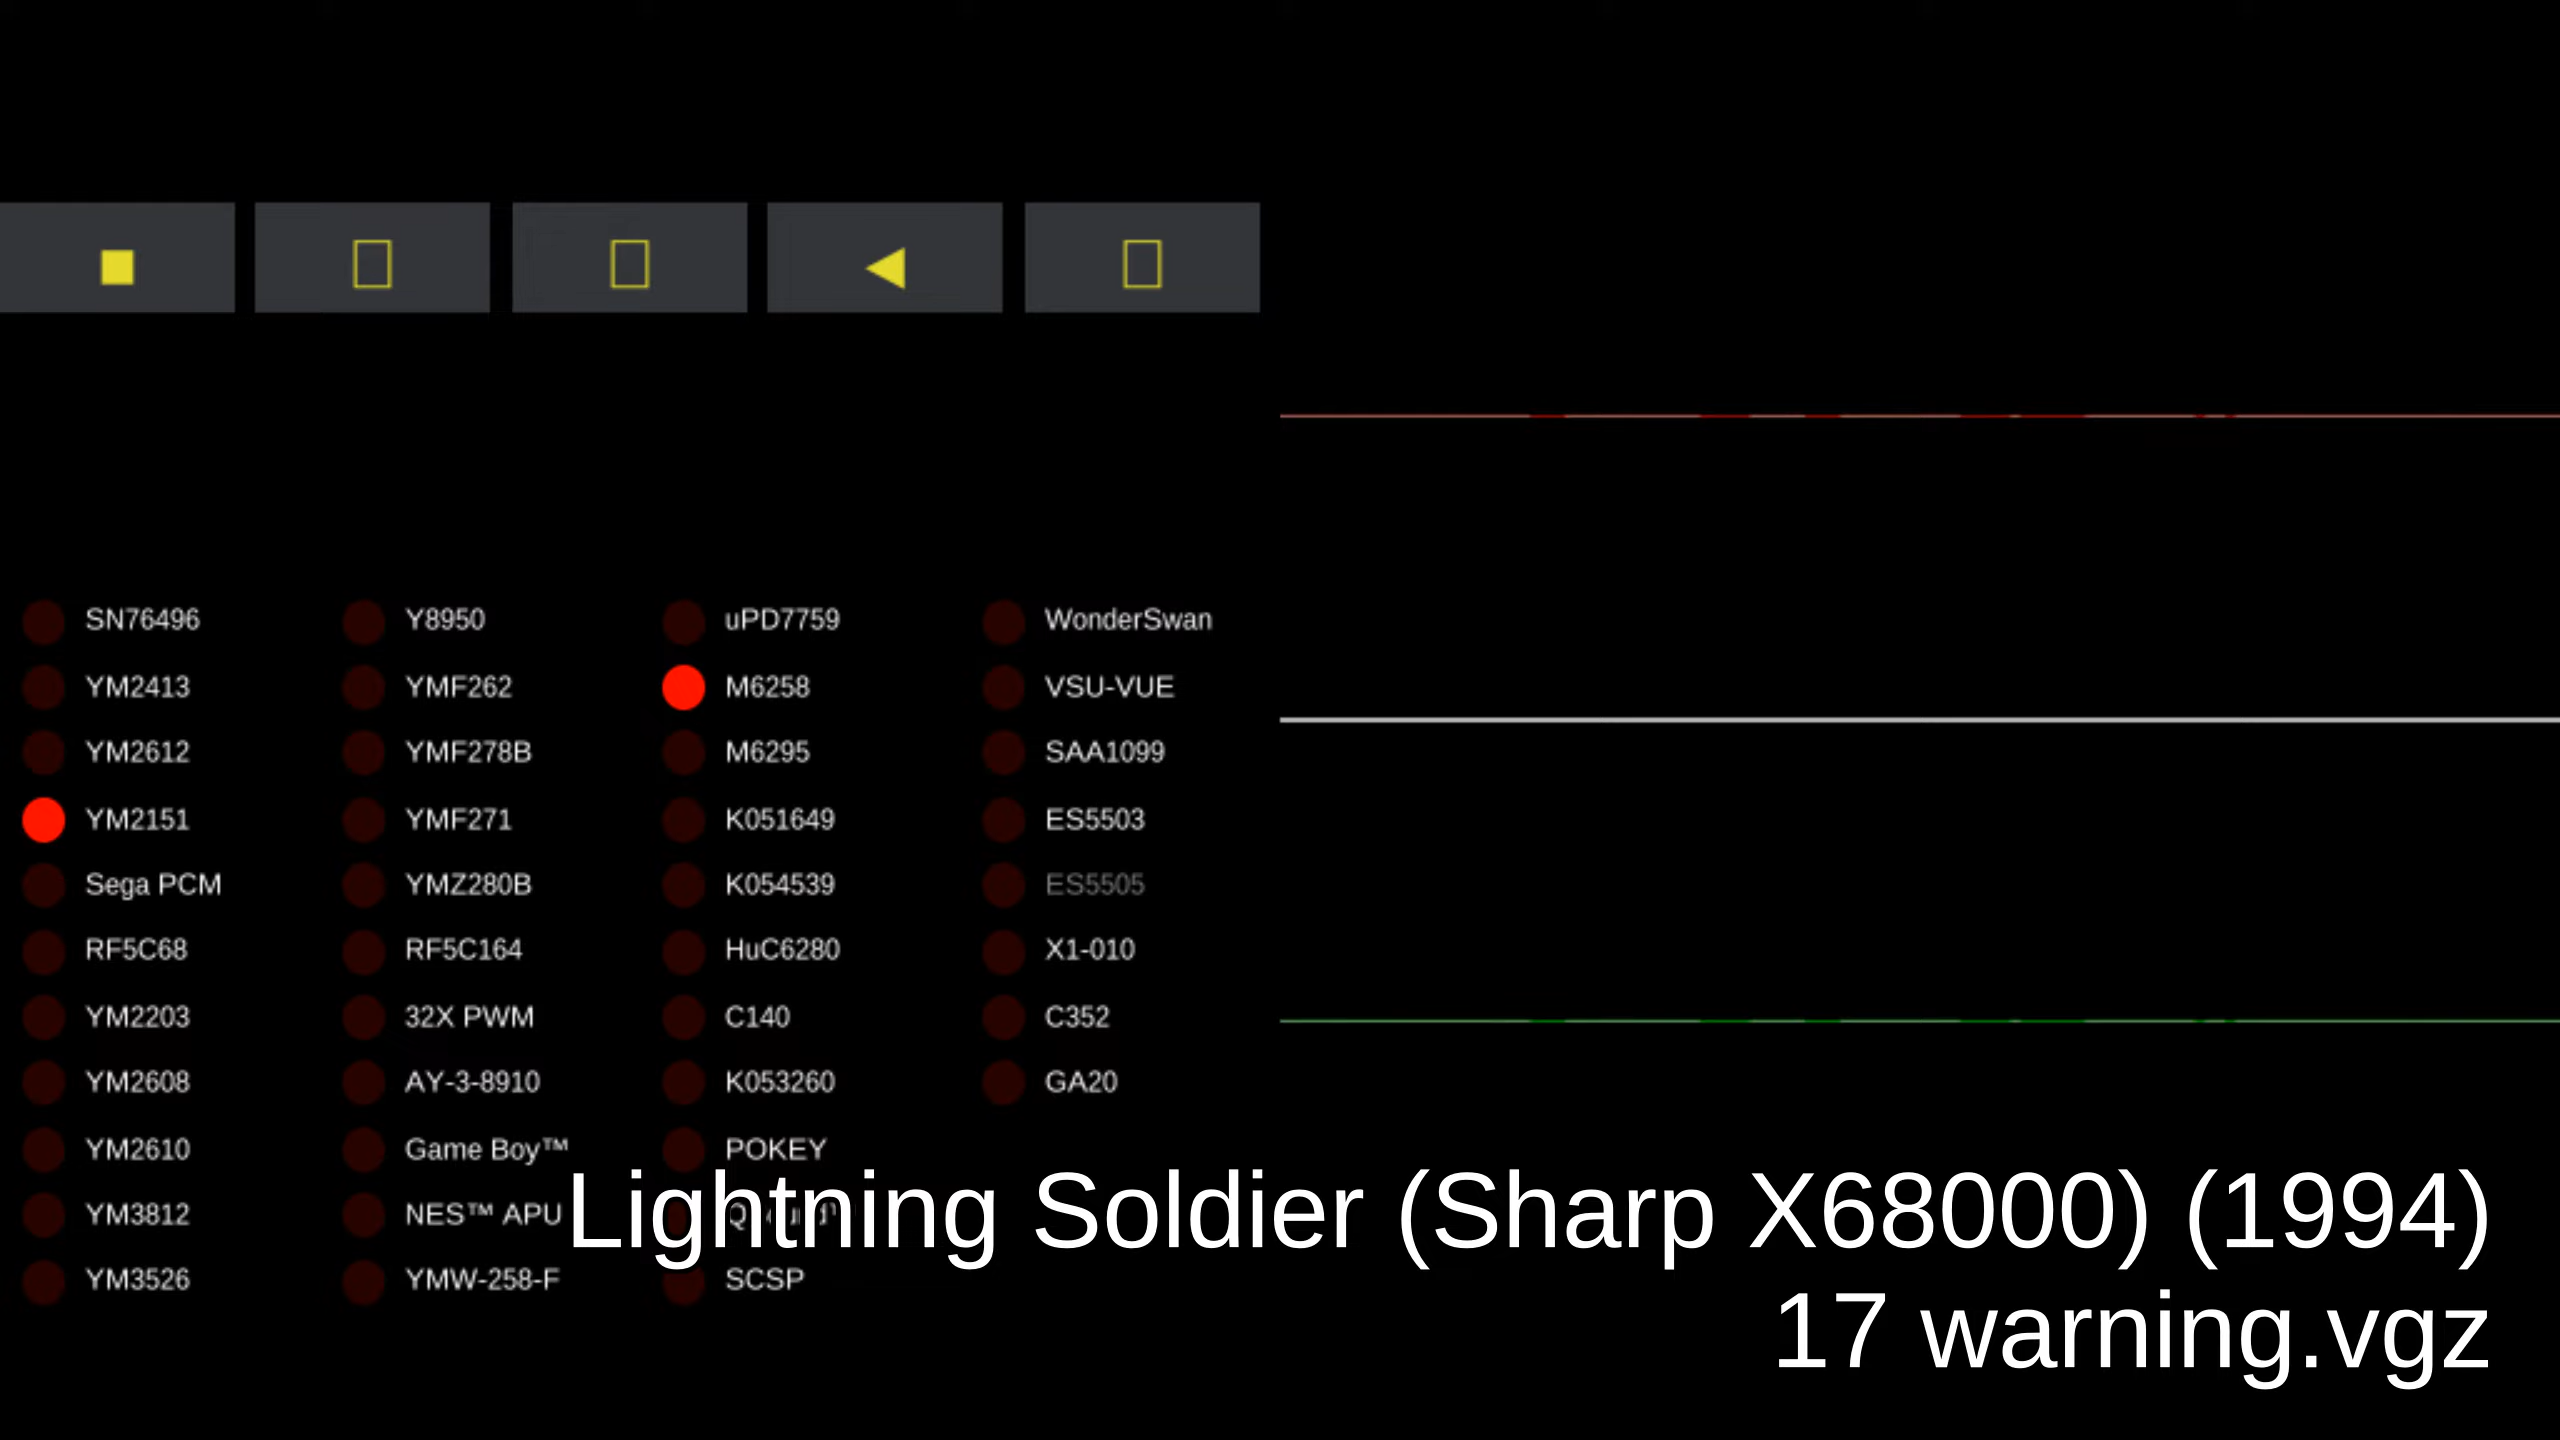 SN76496
YM2413
YM2612
YM2151
Sega PCM
RF5C68
YM2203
YM2608
YM2610
YM3812
YM3526
Y8950
YMF262
YMF278B
YMF271
YMZ280B
RF5C164
32X PWM
AY-3-8910
Game Boy™
NES™ APU
YMW-258-F
uPD7759
M6258
M6295
K051649
K054539
HuC6280
C140
K053260
POKEY
SCSP
WonderSwan
VSU-VUE
SAA1099
ES5503
ES5505
X1-010
C352
GA20
Lightning Soldier (Sharp X68000) (1994)
17 warning.vgz